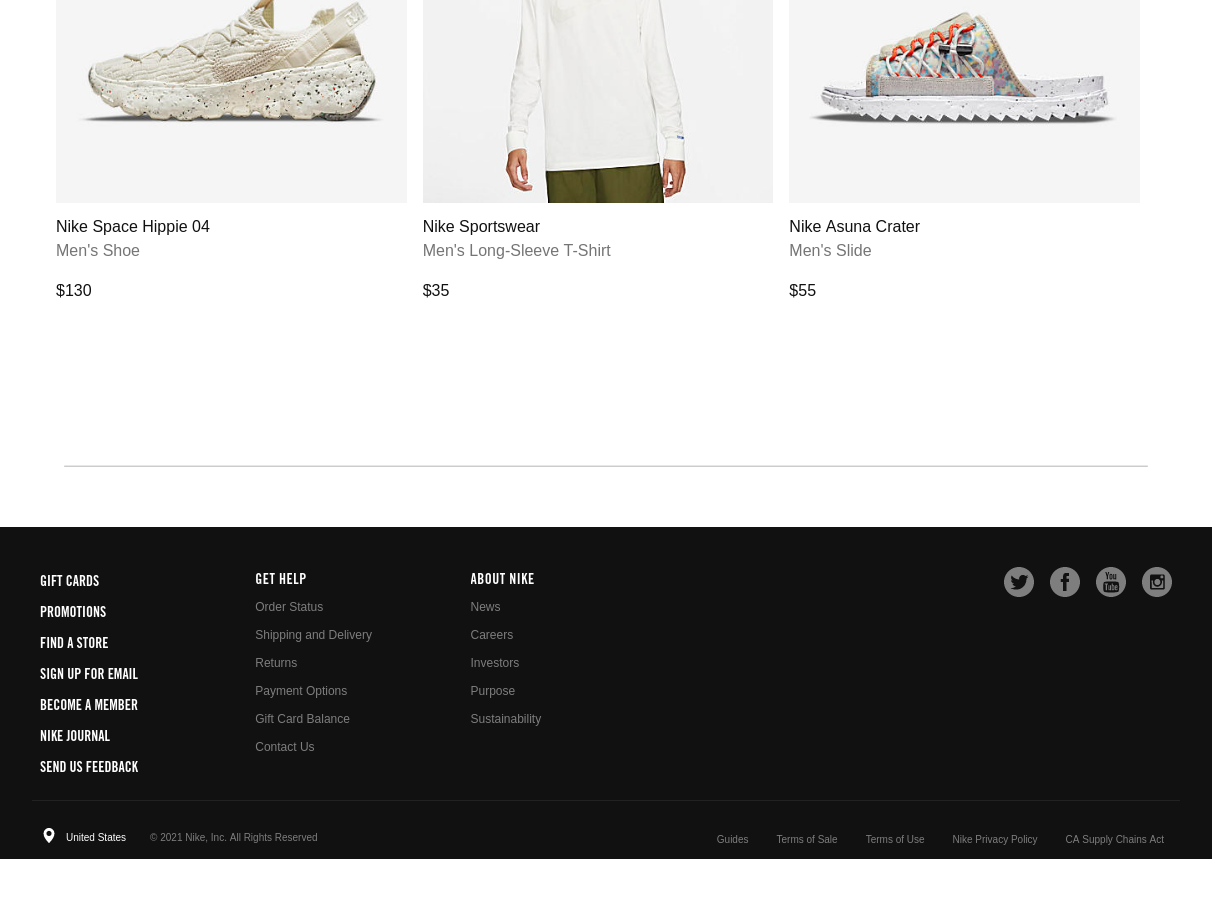 Nike Space Hippie 04
Men's Shoe
$130
Nike Sportswear
Men's Long-Sleeve T-Shirt
$35
Nike Asuna Crater
Men's Slide
$55
GIFT CARDS
PROMOTIONS
FIND A STORE
SIGN UP FOR EMAIL
BECOME A MEMBER
NIKE JOURNAL
SEND US FEEDBACK
GET HELP
Order Status
Shipping and Delivery
Returns
Payment Options
Gift Card Balance
Contact Us
ABOUT NIKE
News
Careers
Investors
Purpose
Sustainability
You
Tube
United States
© 2021 Nike, Inc. All Rights Reserved
Guides
Terms of Sale
Terms of Use
Nike Privacy Policy
CA Supply Chains Act